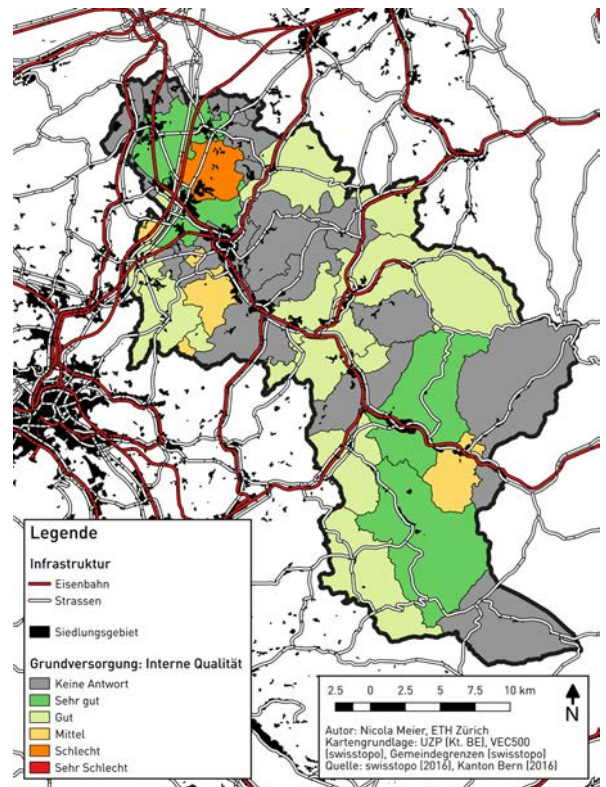 Legende
Infrastruktur
Eisenbahn
Strassen
Siedlungsgebiet
Grundversorgung: Interne Qualität
Keine Antwort
Sehr gut
Gut
Mittel
Schlecht
Sehr Schlecht
2.5 0 2.5 5 7.5 10 km
N
Autor: Nicola Meier, ETH Zürich
Kartengrundlage: UZP (Kt. BE), VEC500
(swisstopo), Gemeindegrenzen (swisstopo)
Quelle: swisstopo (2016), Kanton Bern (2016)